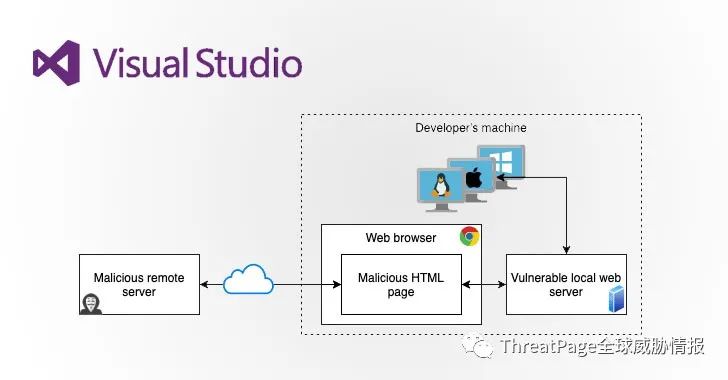 Visual Studio
Developer's machine
Web browser
Malicious remote
server
Malicious HTML
page
Vulnerable local web
server
ThreatPage全球威胁情报